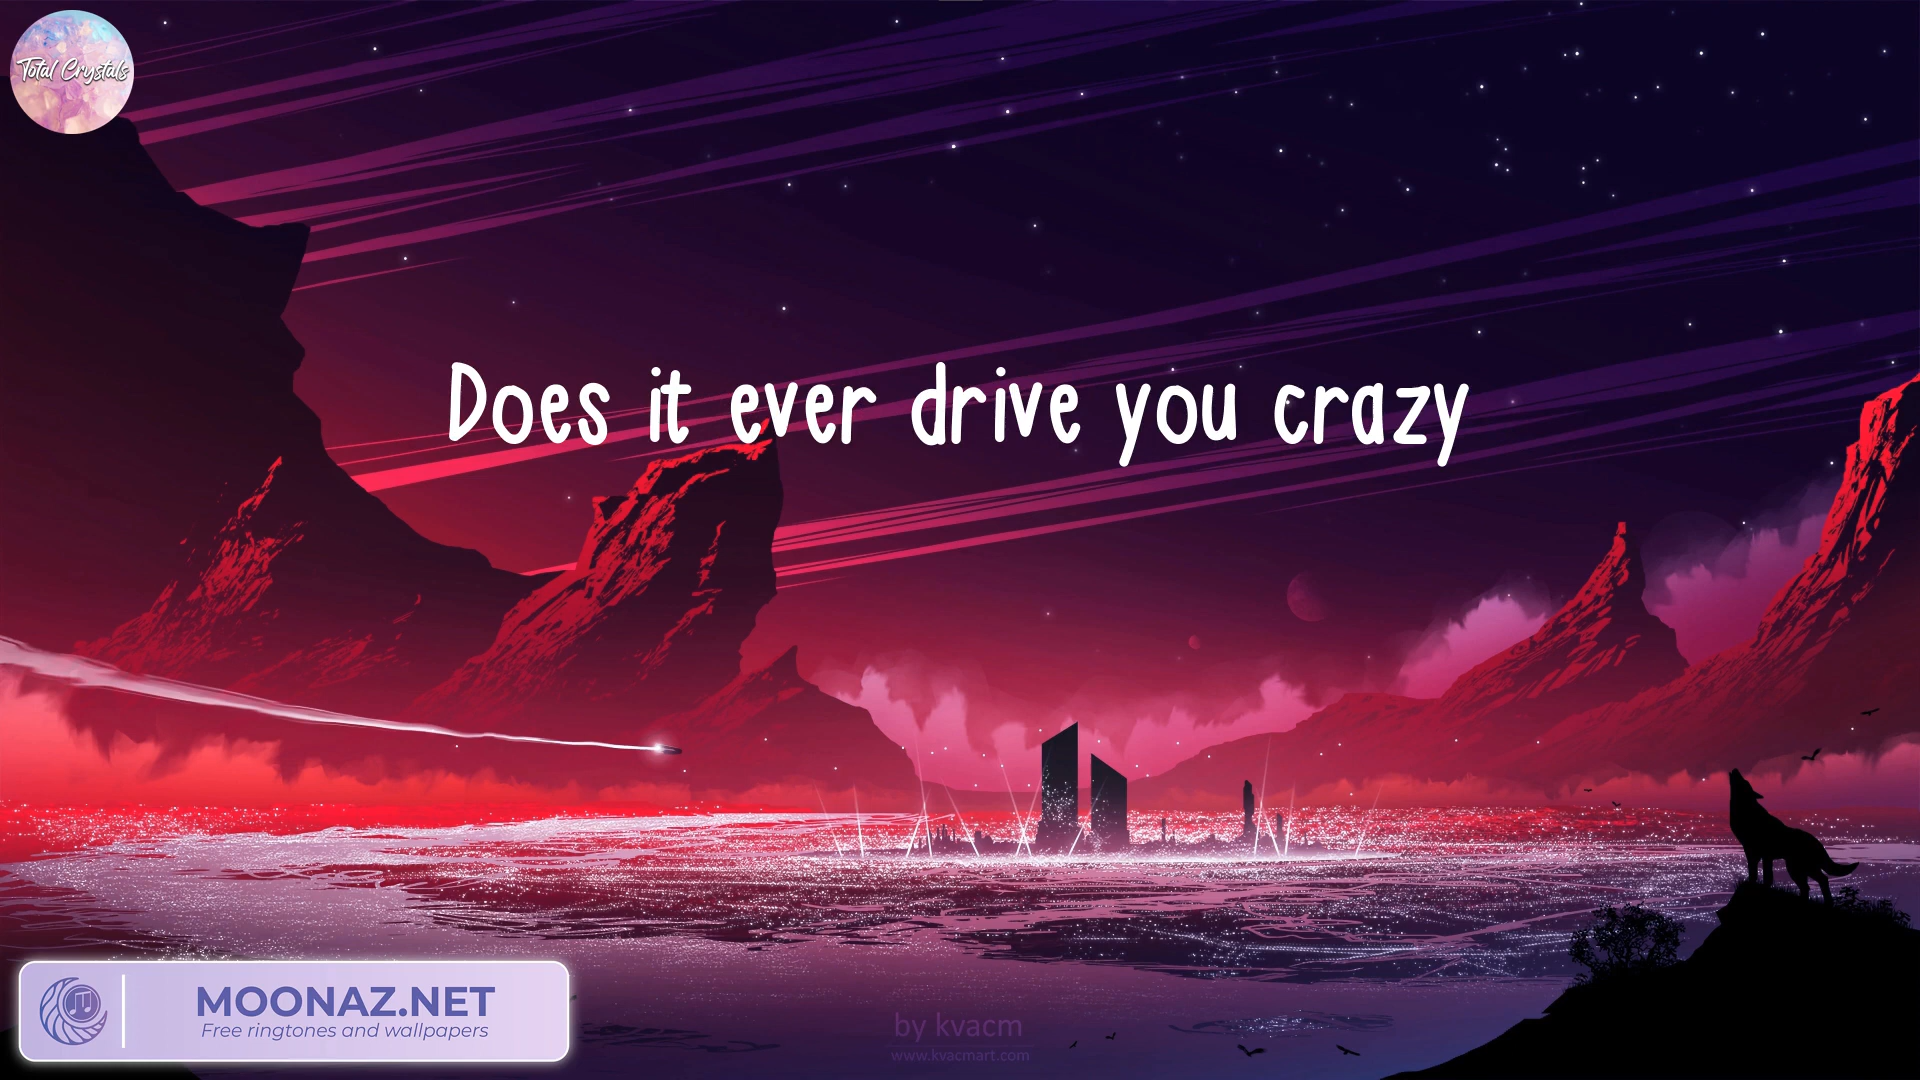 Total Crystals
Does it ever drive you crazy
MOONAZ.NET
Free ringtones and wallpapers
by kvacm
www.kvacmart.com